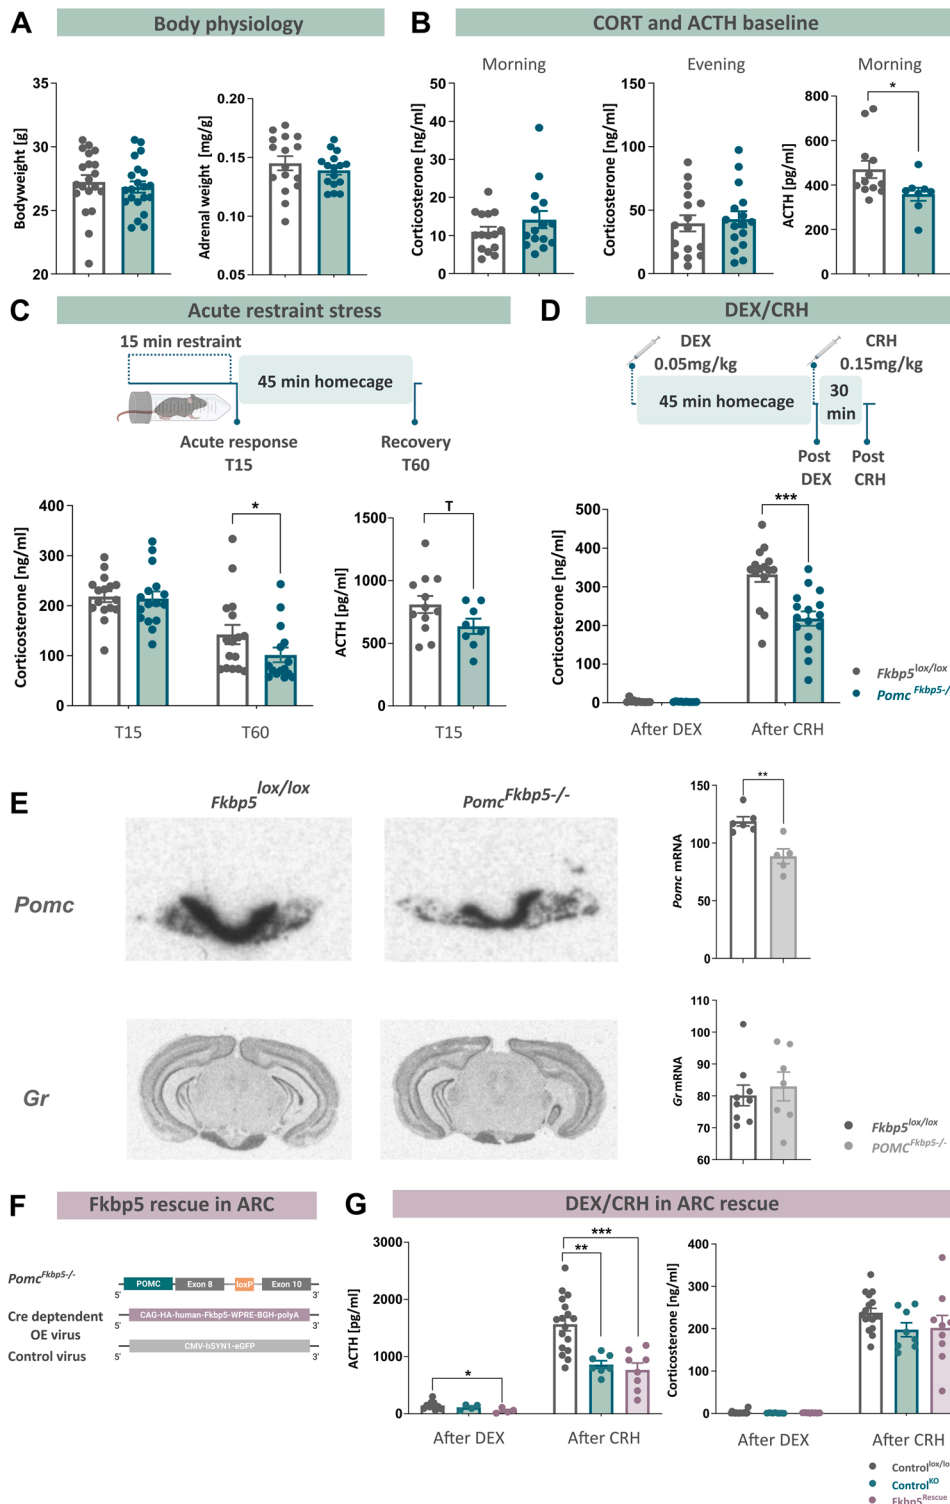 A
Body physiology
Bodyweight [g]
35
30
25
20
Adrenal weight [mg/g]
0.20
0.15
0.10
0.05
B
CORT and ACTH baseline
Morning
Corticosterone [ng/ml]
50
40
30
20
10
0
Evening
Corticosterone [ng/ml]
150
100
50
0
Morning
ACTH [pg/ml]
800
600
400
200
0
*
C
Acute restraint stress
15 min restraint
45 min homecage
Acute response
T15
Recovery
T60
Corticosterone [ng/ml]
400
300
200
100
0
*
T15
T60
ACTH [pg/ml]
1500
1000
500
0
T
T15
D
DEX/CRH
DEX
0.05mg/kg
CRH
0.15mg/kg
45 min homecage
30
min
Post
DEX
Post
CRH
Corticosterone [ng/ml]
500
400
300
200
100
0
***
After DEX
After CRH
Fkbp5lox/lox
Pomc Fkbp5-/-
E
Fkbp5lox/lox
PomcFkbp5-/-
Pomc
Pomc mRNA
150
100
50
0
**
Gr
Gr mRNA
110
100
90
80
70
60
Fkbp5lox/lox
POMCFkbp5-/-
F
Fkbp5 rescue in ARC
PomcFkbp5-/-
5'
POMC
Exon 8
loxP
Exon 10
3'
Cre deptendent
OE virus
5'
CAG-HA-human-Fkbp5-WPRE-BGH-polyA
3'
Control virus
5'
CMV-hSYN1-eGFP
3'
G
DEX/CRH in ARC rescue
ACTH [pg/ml]
3000
2000
1000
0
*
**
***
After DEX
After CRH
Corticosterone [ng/ml]
400
300
200
100
0
After DEX
After CRH
Controllox/lo
ControlKO
Fkbp5Rescue